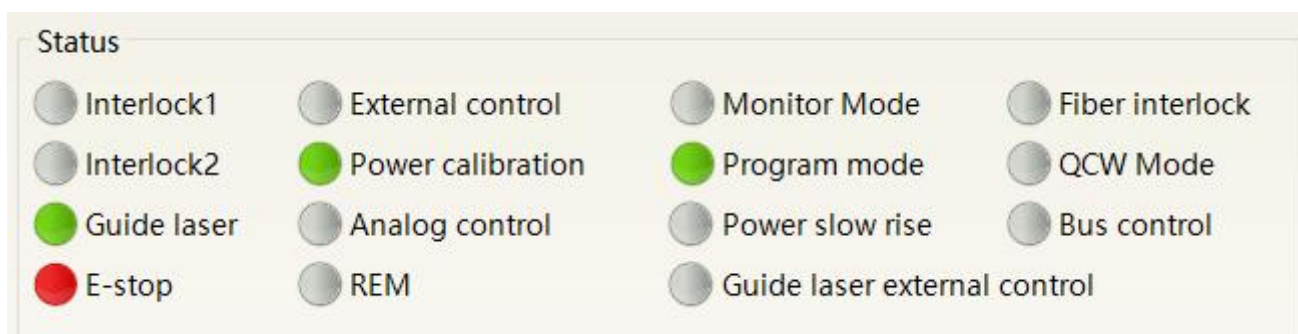 Status
Interlock1 External control Monitor Mode Fiber interlock
Interlock2 Power calibration Program mode QCW Mode
Guide laser Analog control Power slow rise Bus control
E-stop REM Guide laser external control